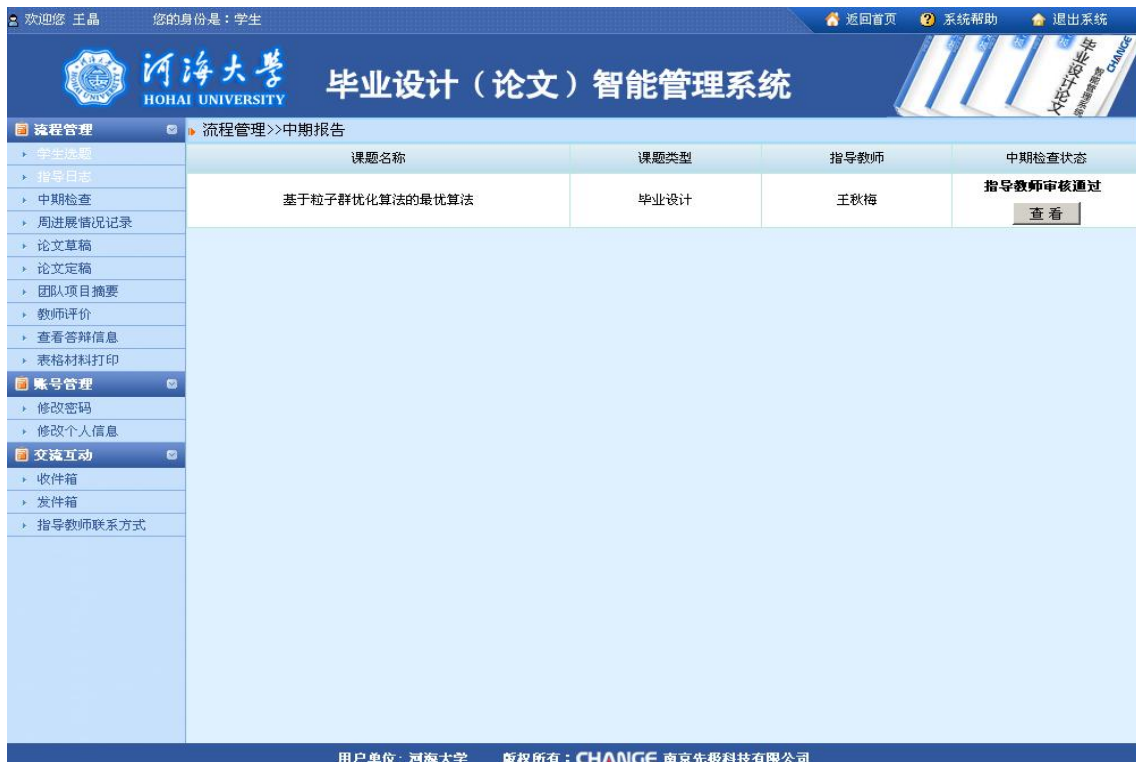 欢迎您 王晶 您的身份是：学生 返回首页 系统帮助 退出系统
河海大学
HOHAI UNIVERSITY
毕业设计（论文）智能管理系统
毕业设计论文
智能管理系统
CHANGE
流程管理
学生选题
指导日志
中期检查
周进展情况记录
论文草稿
论文定稿
团队项目摘要
教师评价
查看答辩信息
表格材料打印
账号管理
修改密码
修改个人信息
交流互动
收件箱
发件箱
指导教师联系方式
流程管理>>中期报告
课题名称 课题类型 指导教师 中期检查状态
基于粒子群优化算法的最优算法 毕业设计 王秋梅 指导教师审核通过
查看
用户单位：河海大学 版权所有：CHANGE 南京先极科技有限公司